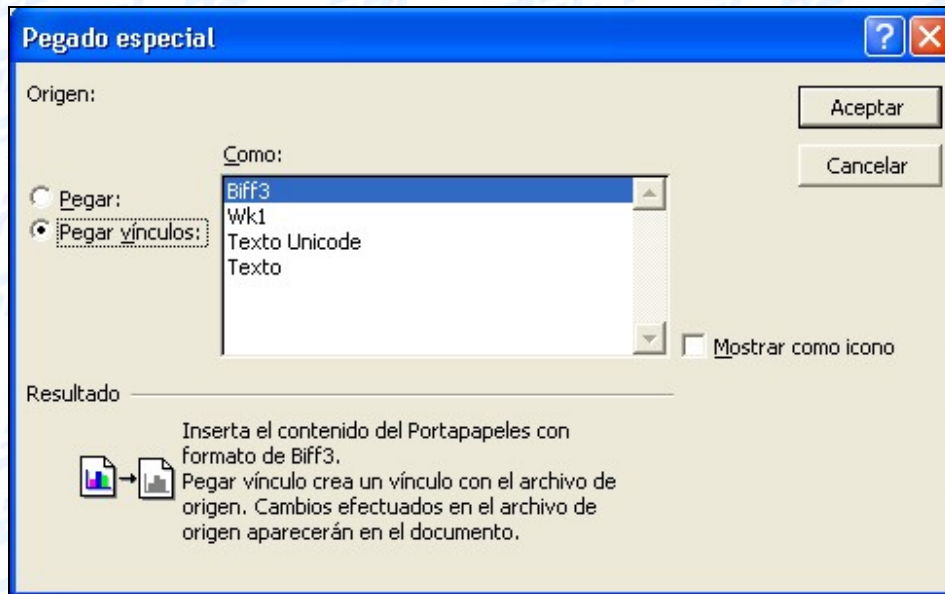 Pegado especial
Origen:
Aceptar
Como:
Cancelar
Pegar:
Pegar vínculos:
Biff3
Wk1
Texto Unicode
Texto
Mostrar como icono
Resultado
Inserta el contenido del Portapapeles con
formato de Biff3.
Pegar vínculo crea un vínculo con el archivo de
origen. Cambios efectuados en el archivo de
origen aparecerán en el documento.